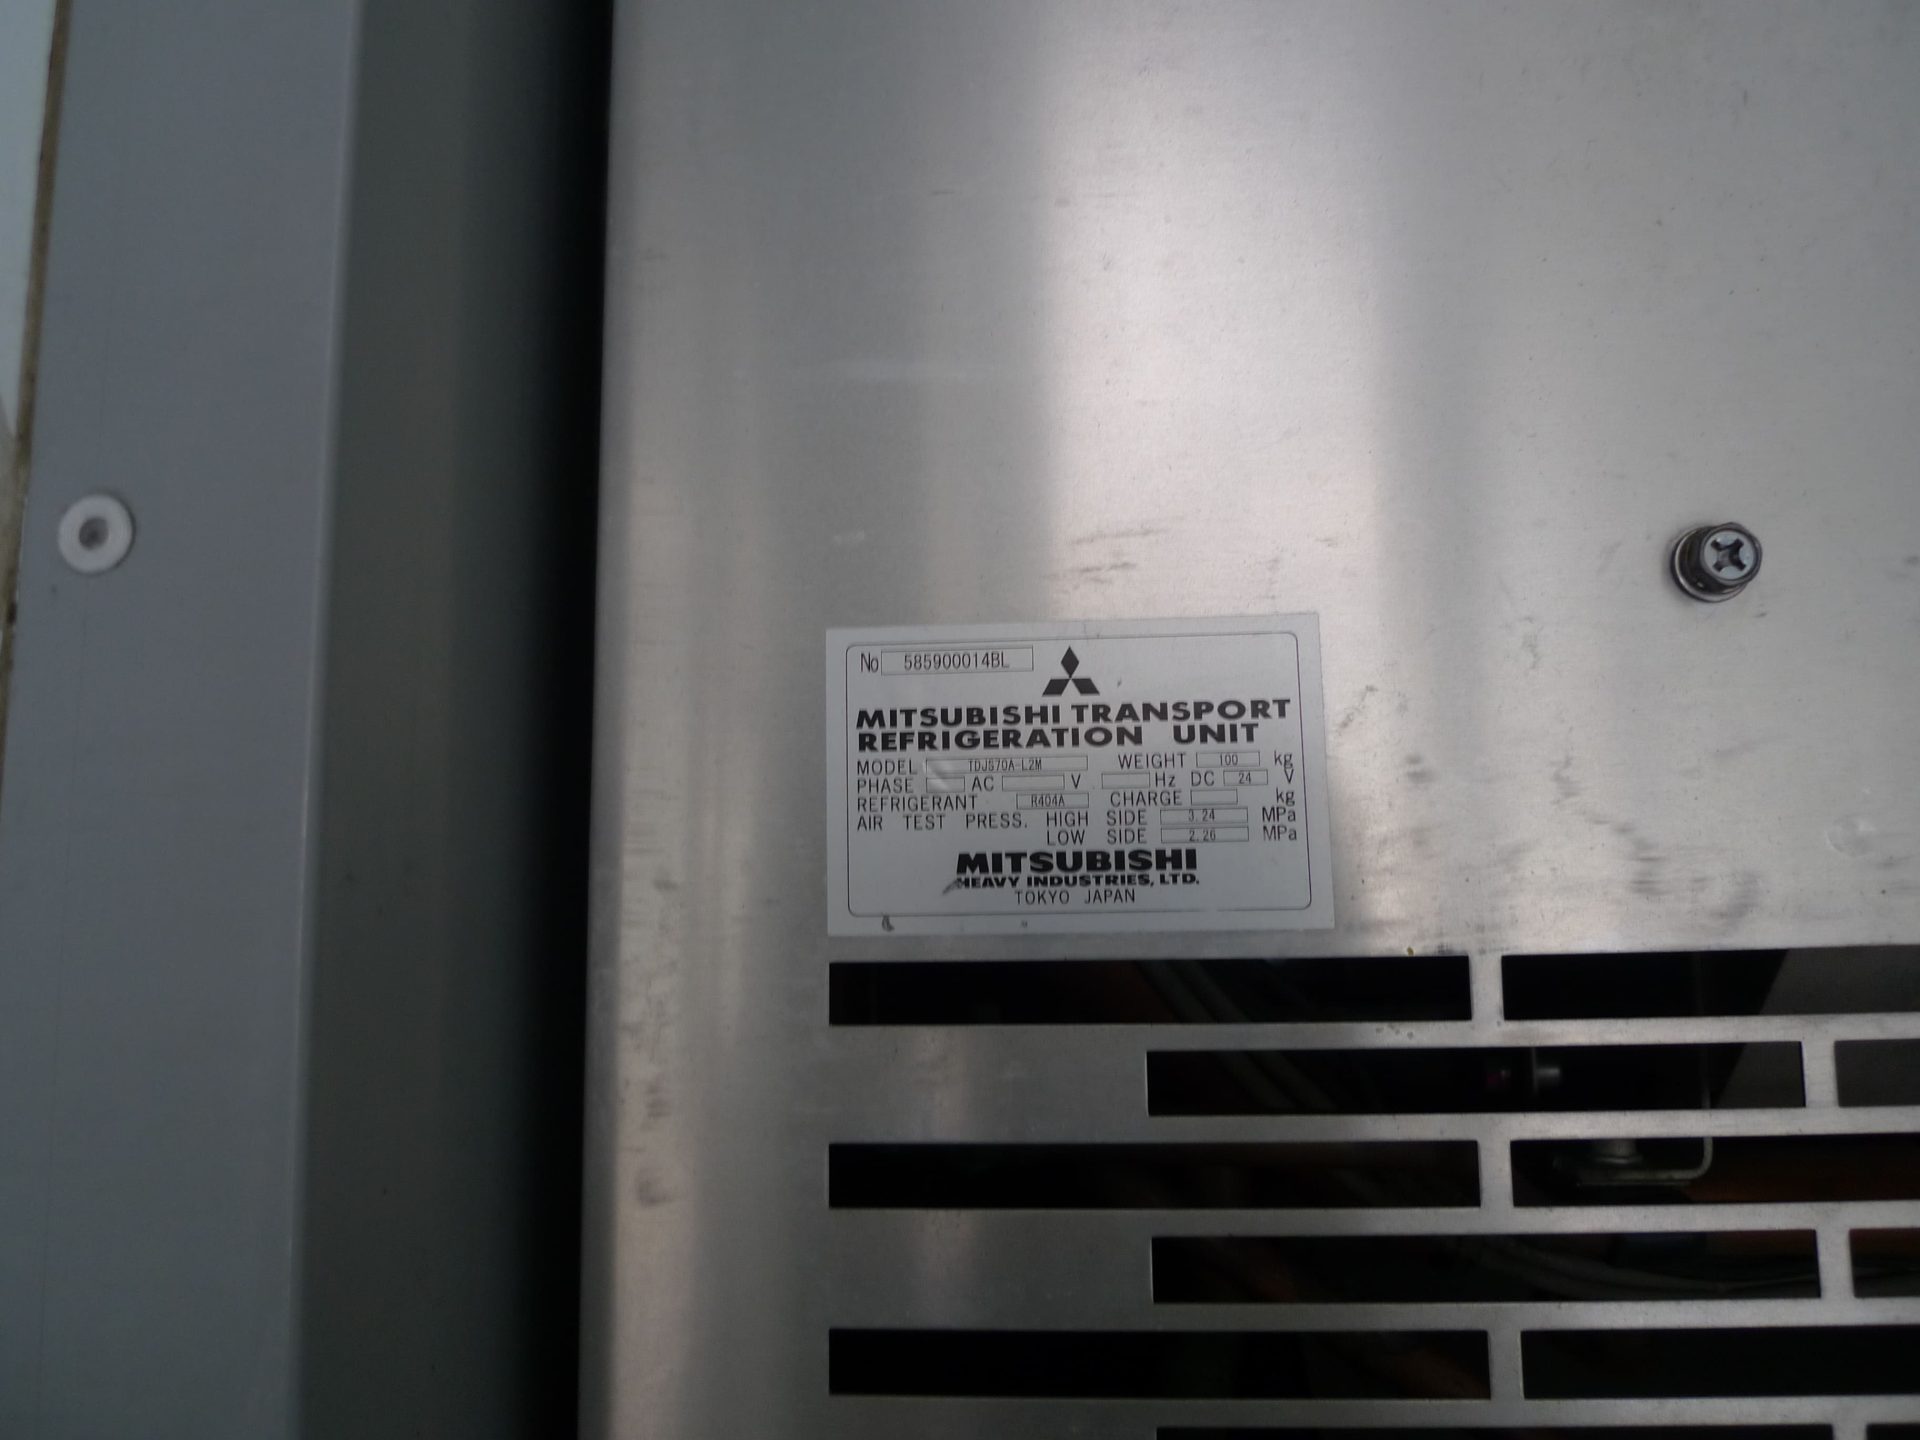 No 585900014BL
MITSUBISHI TRANSPORT
REFRIGERATION UNIT
MODEL TDJ570A-L2M WEIGHT 100 kg
PHASE AC V Hz DC 24 V
REFRIGERANT R404A CHARGE kg
AIR TEST PRESS. HIGH SIDE 3.24 MPa
LOW SIDE 2.26 MPa
MITSUBISHI
HEAVY INDUSTRIES, LTD.
TOKYO JAPAN